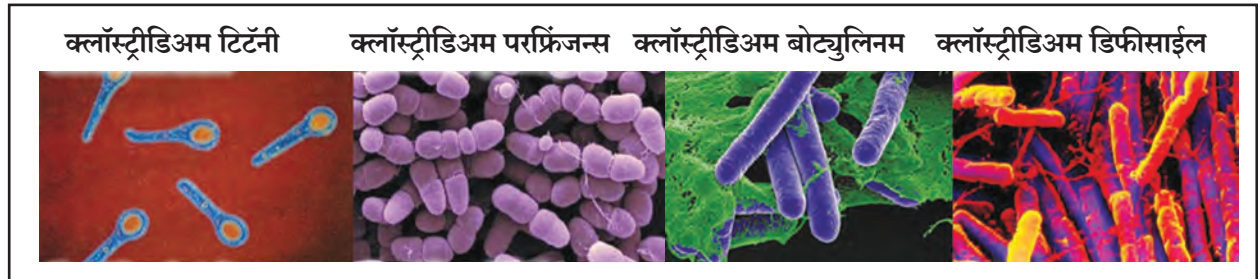 क्लॉस्ट्रीडिअम टिटॅनी क्लॉस्ट्रीडिअम परफ्रिंजन्स क्लॉस्ट्रीडिअम बोट्युलिनम क्लॉस्ट्रीडिअम डिफीसाईल